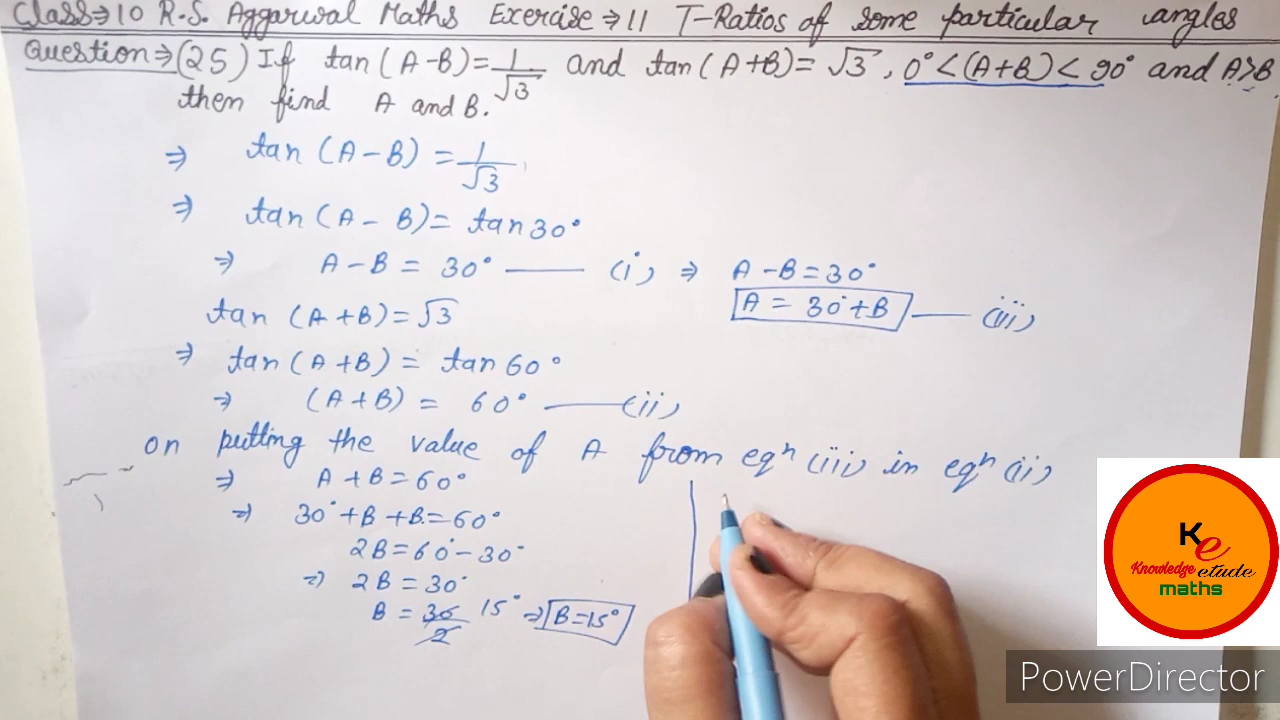 Class⇒10 R.S. Aggarwal Maths Exercise⇒11 T-Ratios of some particular angles
Question⇒(25) If tan(A-B)=1/√3 and tan(A+B)=√3, 0°<(A+B)<90° and A>B,
then find A and B.
⇒ tan(A-B)=1/√3
⇒ tan(A-B)=tan30°
⇒ A-B=30° —— (i) ⇒ A-B=30°
A=30°+B —— (iii)
tan(A+B)=√3
⇒ tan(A+B)=tan60°
⇒ (A+B)=60° —— (ii)
on putting the value of A from eqn (iii) in eqn (ii)
⇒ A+B=60°
⇒ 30°+B+B=60°
2B=60°-30°
⇒ 2B=30°
B=30/2 15° ⇒ B=15°
Ke
Knowledge etude
maths
PowerDirector